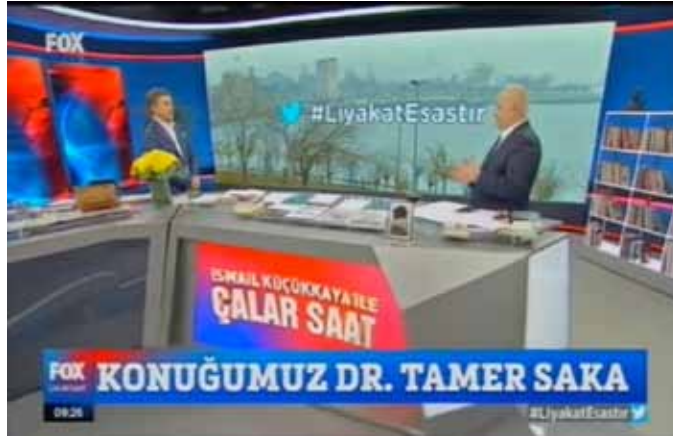 FOX
#LiyakatEsastır
İSMAİL KÜÇÜKKAYA İLE
ÇALAR SAAT
FOX
KONUĞUMUZ DR. TAMER SAKA
09:26
#LiyakatEsastır